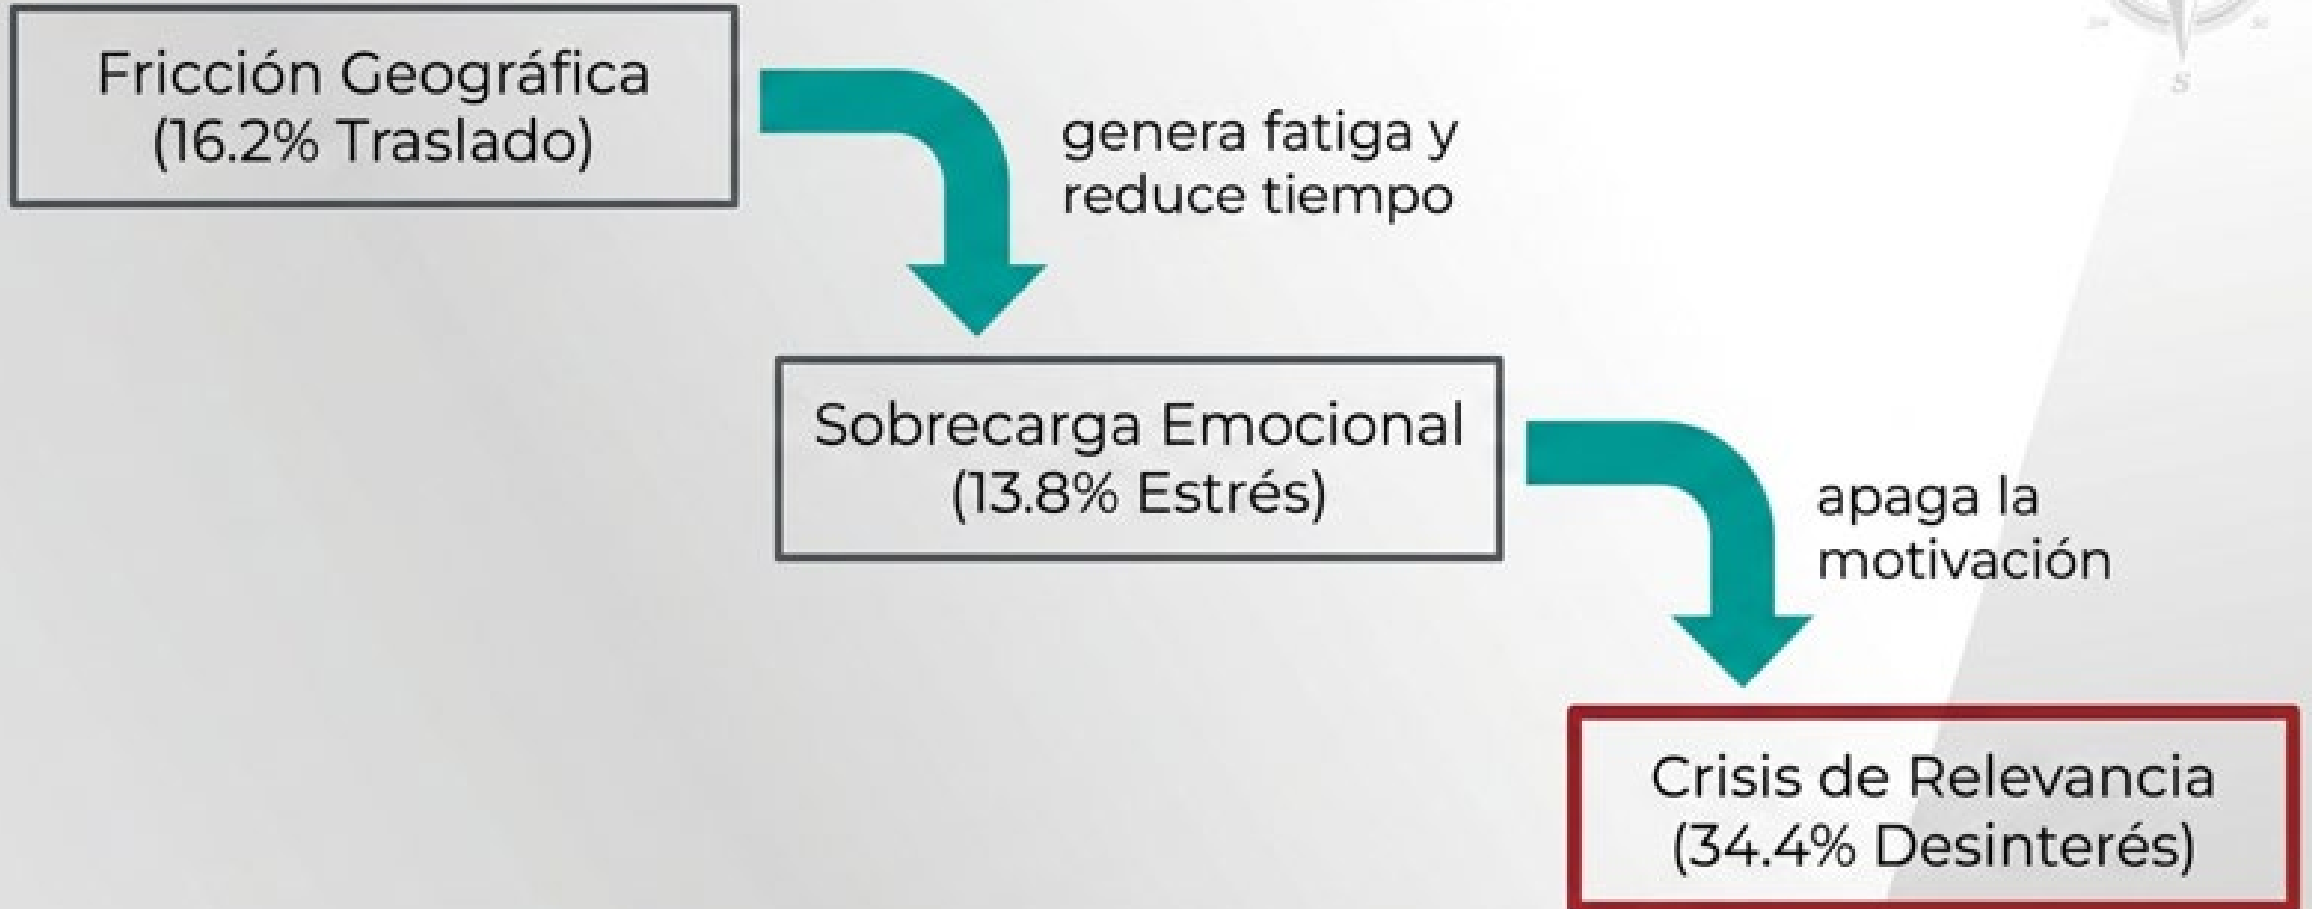 Fricción Geográfica
(16.2% Traslado)
genera fatiga y
reduce tiempo
Sobrecarga Emocional
(13.8% Estrés)
apaga la
motivación
Crisis de Relevancia
(34.4% Desinterés)
S